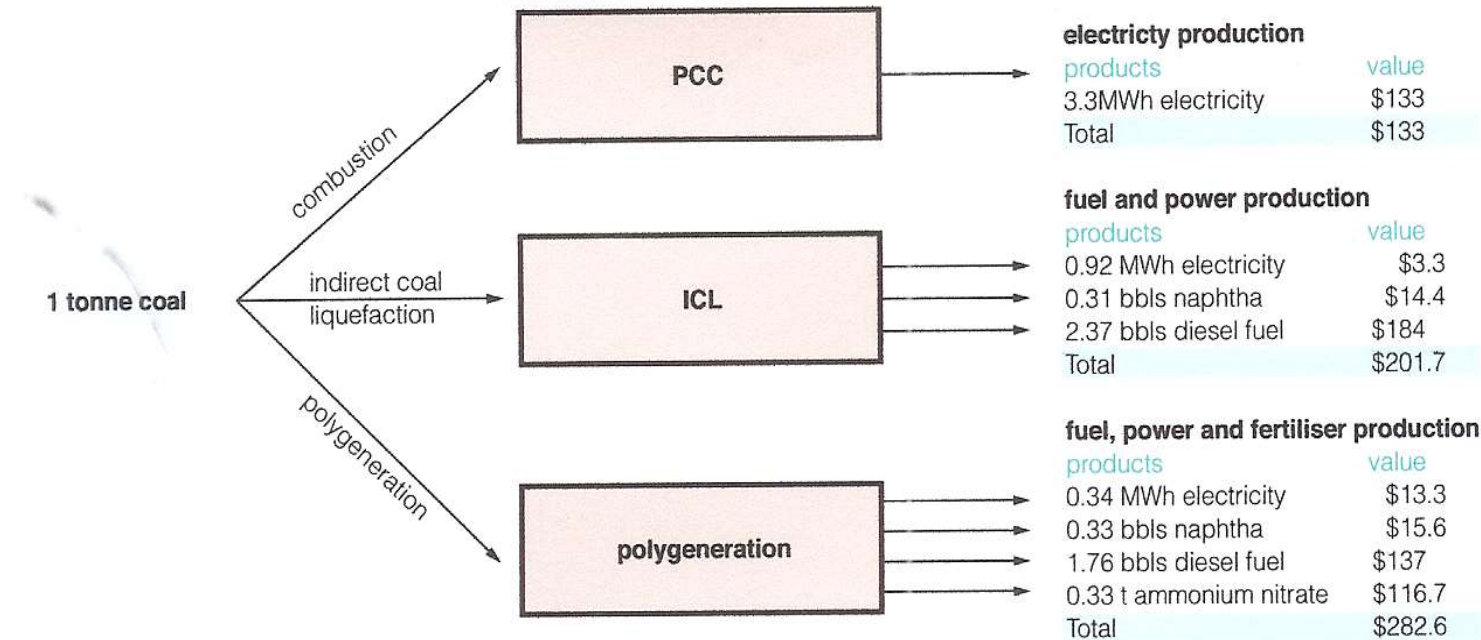 1 tonne coal
combustion
indirect coal
liquefaction
polygeneration
PCC
ICL
polygeneration
electricty production
products value
3.3MWh electricity $133
Total $133
fuel and power production
products value
0.92 MWh electricity $3.3
0.31 bbls naphtha $14.4
2.37 bbls diesel fuel $184
Total $201.7
fuel, power and fertiliser production
products value
0.34 MWh electricity $13.3
0.33 bbls naphtha $15.6
1.76 bbls diesel fuel $137
0.33 t ammonium nitrate $116.7
Total $282.6